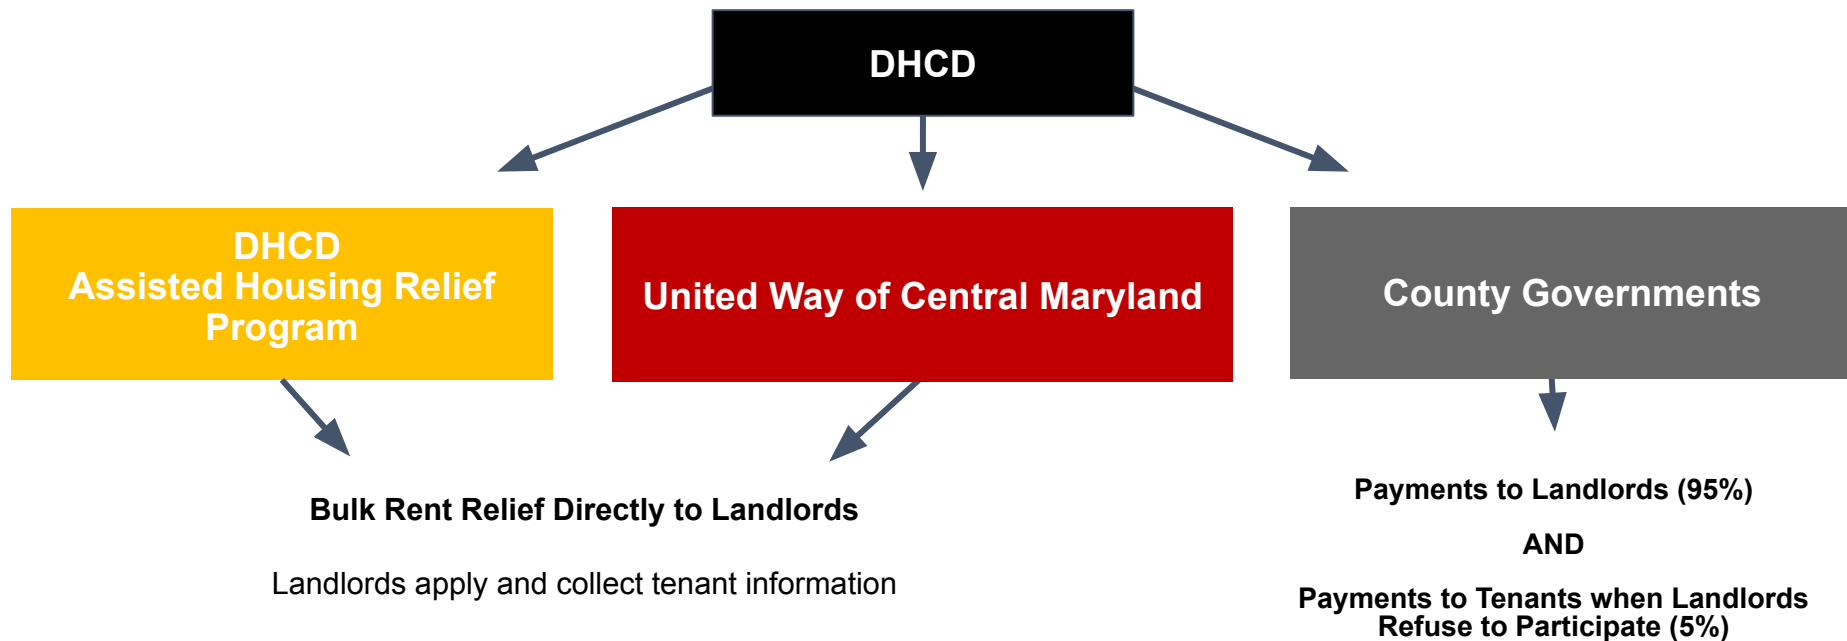 DHCD
DHCD
Assisted Housing Relief
Program
United Way of Central Maryland
County Governments
Bulk Rent Relief Directly to Landlords
Landlords apply and collect tenant information
Payments to Landlords (95%)
AND
Payments to Tenants when Landlords
Refuse to Participate (5%)